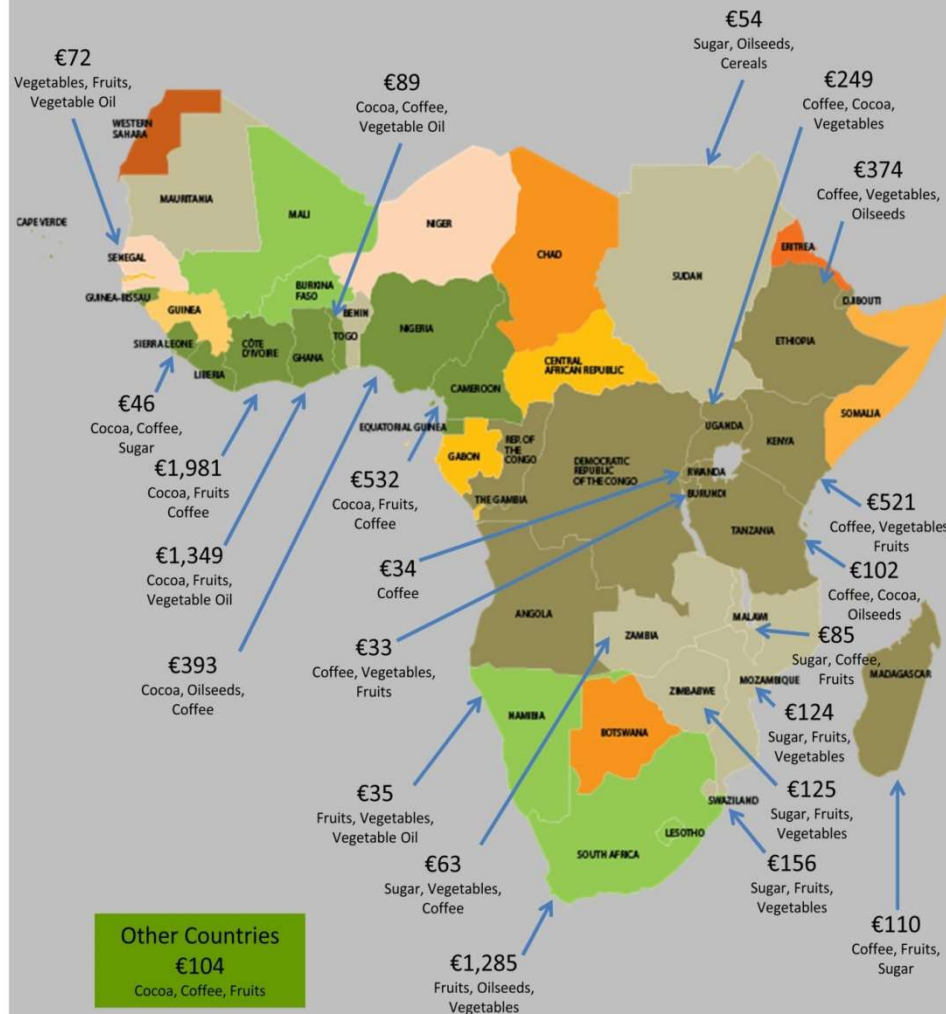 €54
Sugar, Oilseeds,
Cereals
€72
Vegetables, Fruits,
Vegetable Oil
€89
Cocoa, Coffee,
Vegetable Oil
€249
Coffee, Cocoa,
Vegetables
€374
Coffee, Vegetables,
Oilseeds
WESTERN
SAHARA
MAURITANIA
MALI
NIGER
CHAD
SUDAN
ERITREA
CAPE VERDE
SENEGAL
GUINEA-BISSAU
GUINEA
BURKINA
FASO
BENIN
NIGERIA
DJIBOUTI
ETHIOPIA
SIERRA LEONE
CÔTE
D'IVOIRE
GHANA
TOGO
LIBERIA
CENTRAL
AFRICAN REPUBLIC
CAMEROON
SOMALIA
EQUATORIAL GUINEA
UGANDA
KENYA
GABON
REP. OF
THE
CONGO
DEMOCRATIC
REPUBLIC
OF THE CONGO
RWANDA
BURUNDI
THE GAMBIA
TANZANIA
€46
Cocoa, Coffee,
Sugar
€1,981
Cocoa, Fruits
Coffee
€532
Cocoa, Fruits,
Coffee
€521
Coffee, Vegetables,
Fruits
€1,349
Cocoa, Fruits,
Vegetable Oil
€34
Coffee
€102
Coffee, Cocoa,
Oilseeds
ANGOLA
ZAMBIA
MALAWI
€85
Sugar, Coffee,
Fruits
€393
Cocoa, Oilseeds,
Coffee
€33
Coffee, Vegetables,
Fruits
MADAGASCAR
MOZAMBIQUE
ZIMBABWE
NAMIBIA
BOTSWANA
€124
Sugar, Fruits,
Vegetables
€35
Fruits, Vegetables,
Vegetable Oil
€125
Sugar, Fruits,
Vegetables
SWAZILAND
LESOTHO
SOUTH AFRICA
€63
Sugar, Vegetables,
Coffee
€156
Sugar, Fruits,
Vegetables
€110
Coffee, Fruits,
Sugar
Other Countries
€104
Cocoa, Coffee, Fruits
€1,285
Fruits, Oilseeds,
Vegetables